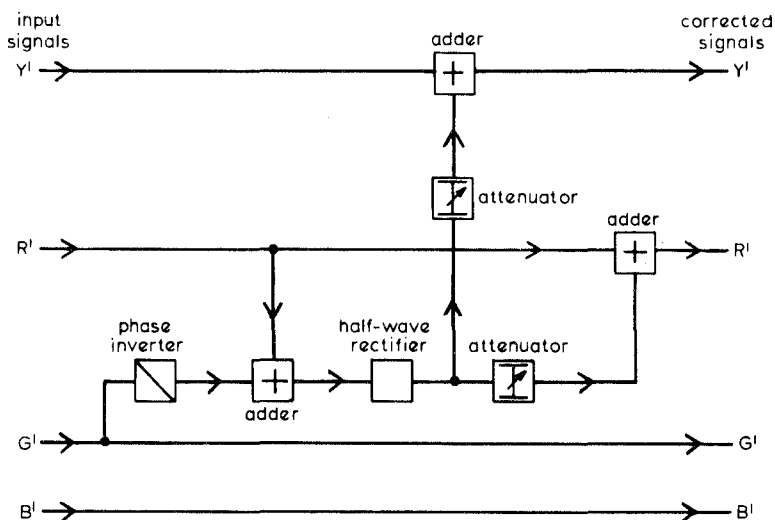 input
signals
corrected
signals
adder
Y' Y'
attenuator
adder
R' R'
phase
inverter
half-wave
rectifier
attenuator
adder
G' G'
B' B'